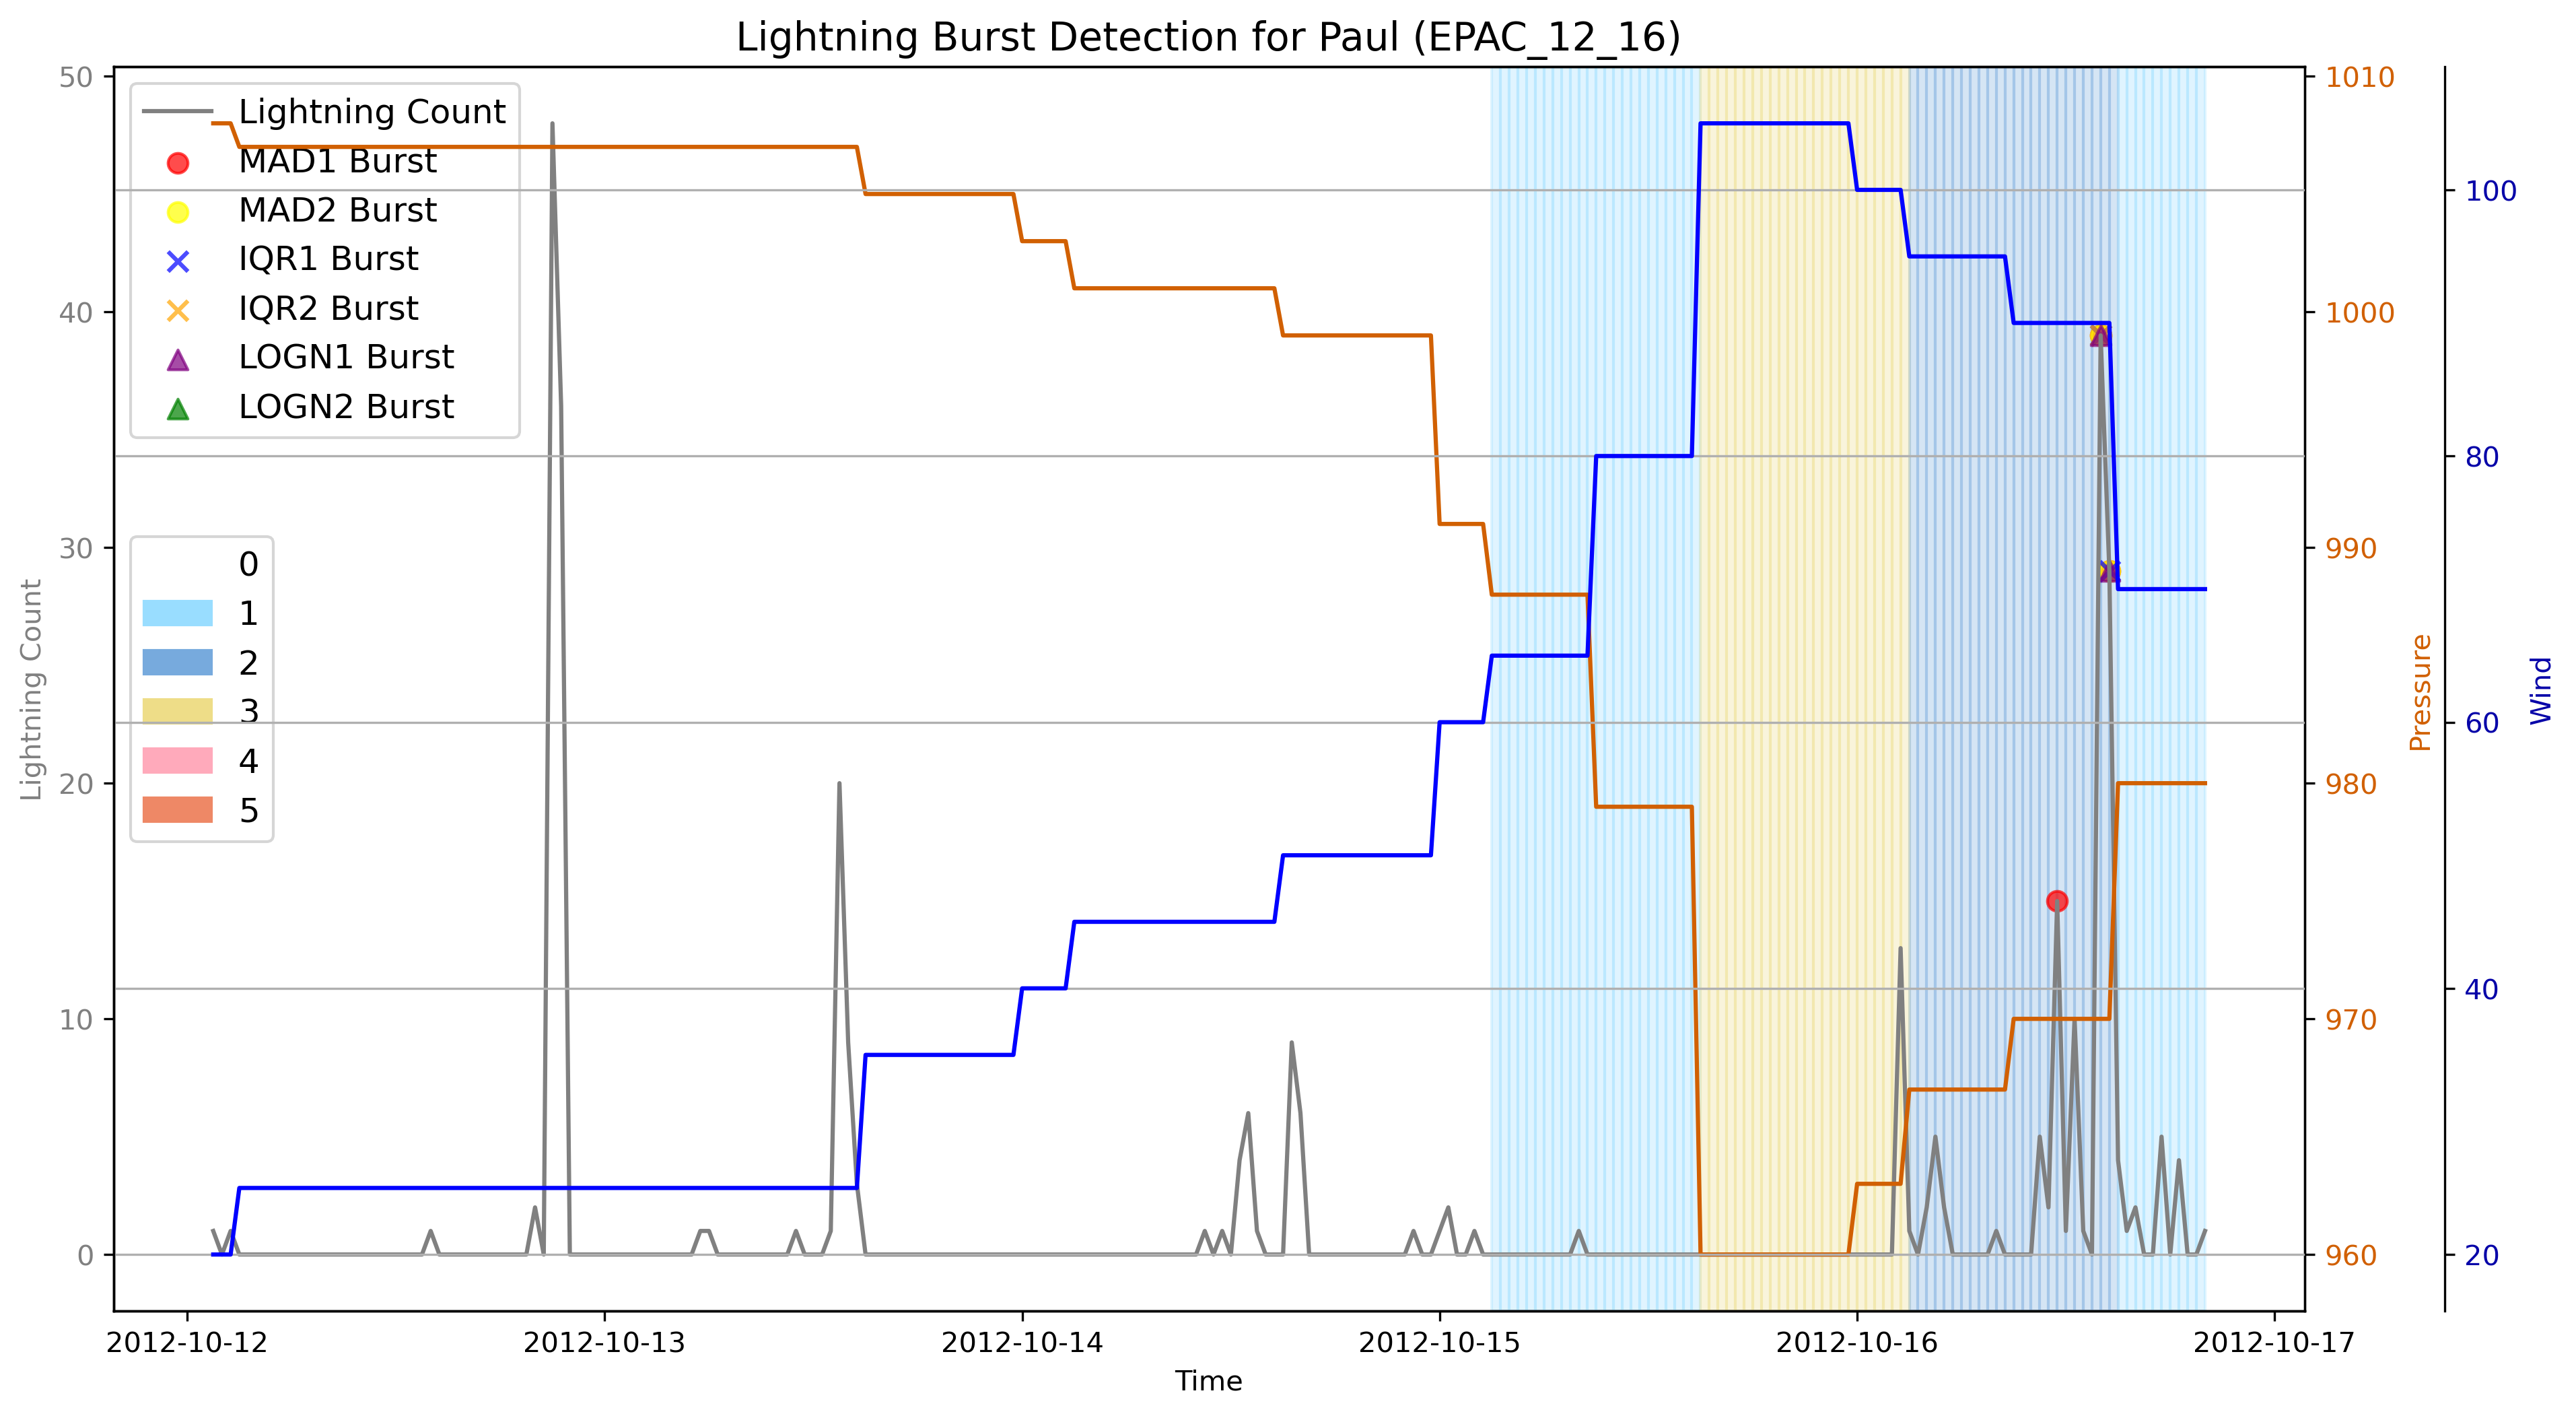 Lightning Burst Detection for Paul (EPAC_12_16)
Lightning Count
MAD1 Burst
MAD2 Burst
IQR1 Burst
IQR2 Burst
LOGN1 Burst
LOGN2 Burst
0
1
2
3
4
5
Lightning Count
50
40
30
20
10
0
1010
1000
990
980
970
960
Pressure
100
80
60
40
20
Wind
2012-10-12
2012-10-13
2012-10-14
2012-10-15
2012-10-16
2012-10-17
Time